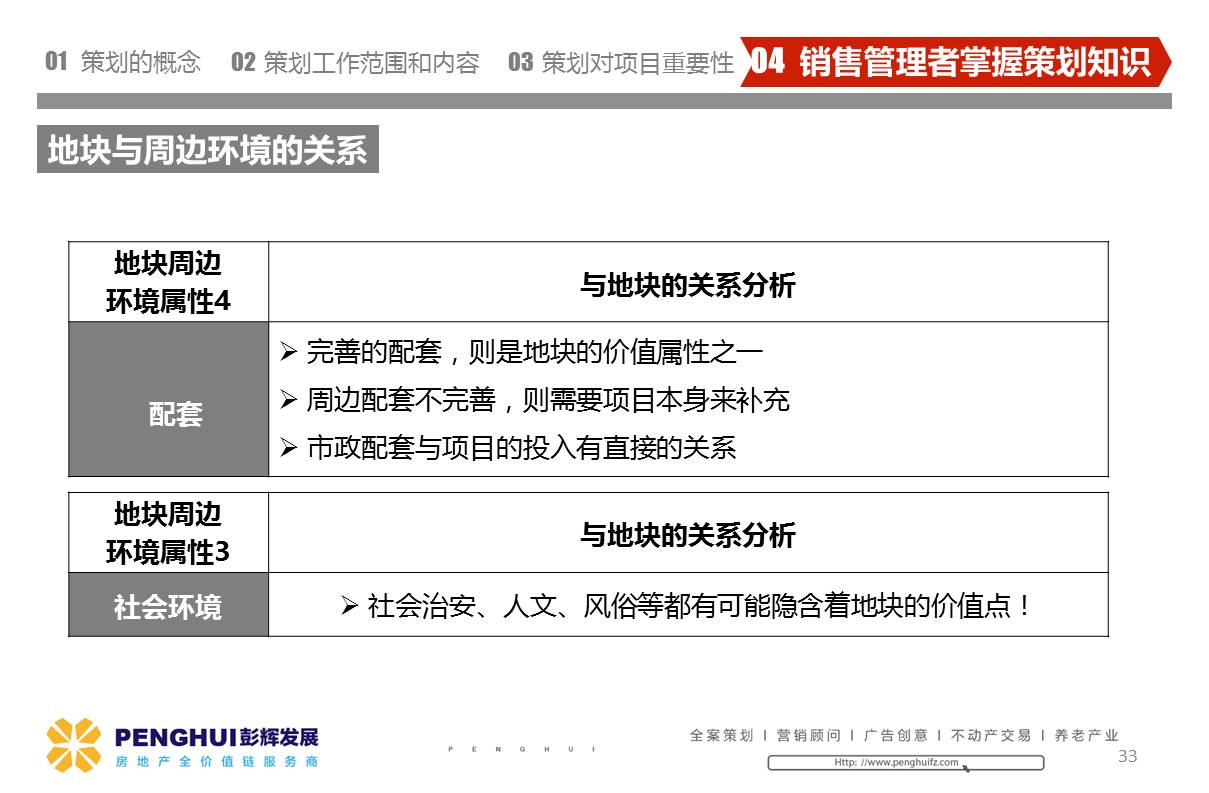 01 策划的概念 02 策划工作范围和内容 03 策划对项目重要性 04 销售管理者掌握策划知识
地块与周边环境的关系
地块周边
环境属性4
与地块的关系分析
配套
➢ 完善的配套，则是地块的价值属性之一
➢ 周边配套不完善，则需要项目本身来补充
➢ 市政配套与项目的投入有直接的关系
地块周边
环境属性3
与地块的关系分析
社会环境
➢ 社会治安、人文、风俗等都有可能隐含着地块的价值点！
PENGHUI彭辉发展
房地产全价值链服务商
PENGHUI
全案策划 I 营销顾问 I 广告创意 I 不动产交易 I 养老产业
Http: //www.penghuifz.com
33